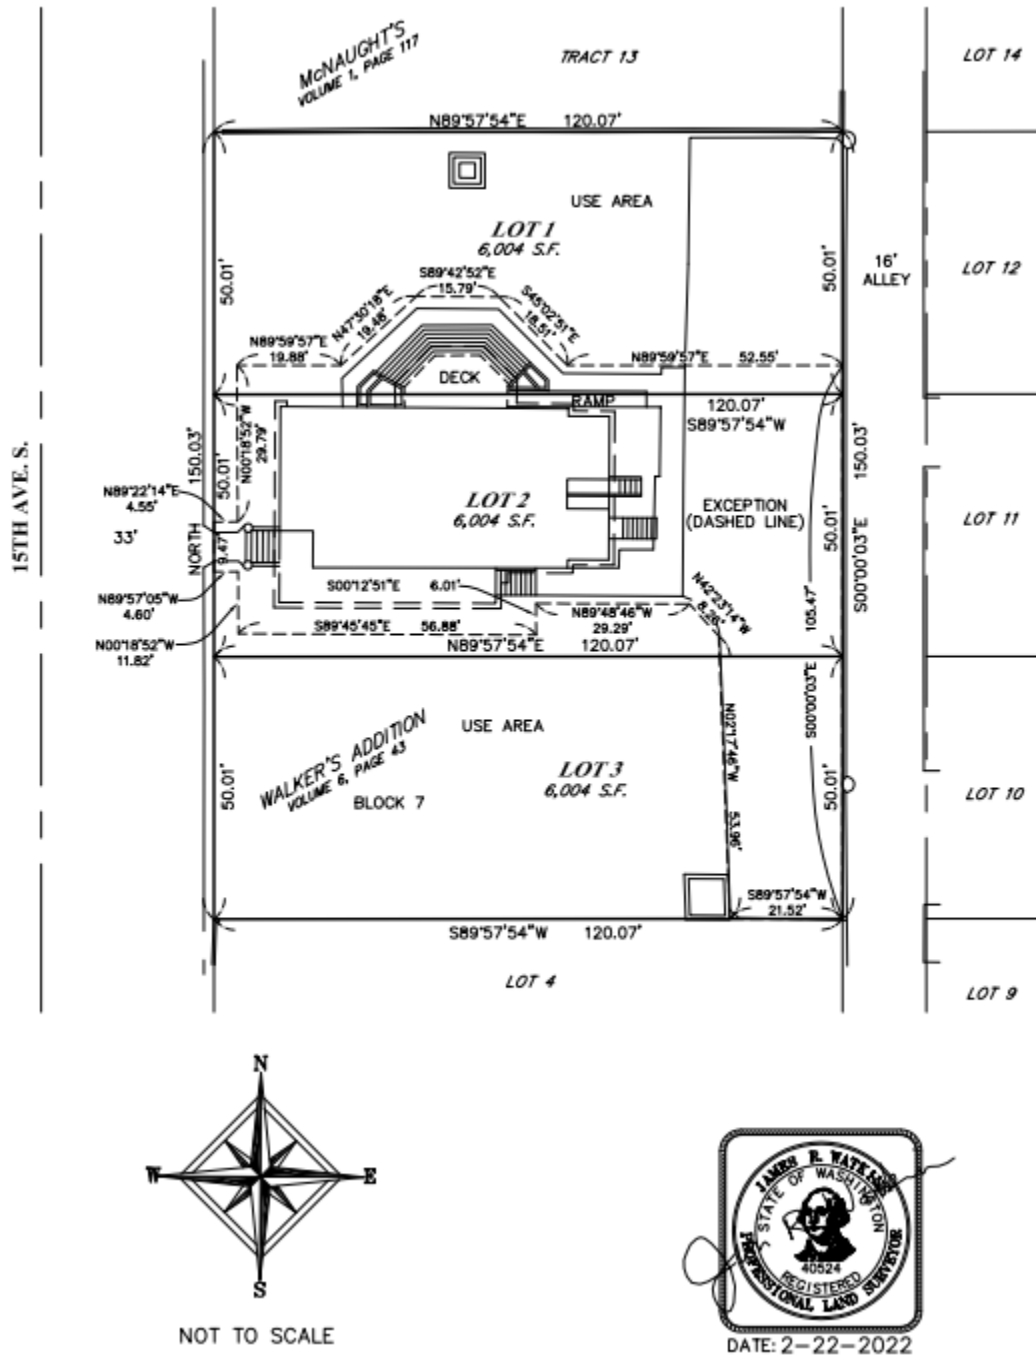 McNAUGHT'S
VOLUME 1, PAGE 117
TRACT 13
LOT 14
N89°57'54"E 120.07'
USE AREA
LOT 1
6,004 S.F.
16'
ALLEY
LOT 12
50.01'
50.01'
S89°42'52"E
15.79'
N47°30'18"E
19.48'
S45°02'51"E
18.51'
N89°59'57"E
19.88'
N89°59'57"E 52.55'
DECK
RAMP
120.07'
S89°57'54"W
N00°18'52"W
29.79'
150.03'
50.01'
150.03'
15TH AVE. S.
N89°22'14"E
4.55'
33'
NORTH
9.47'
LOT 2
6,004 S.F.
EXCEPTION
(DASHED LINE)
50.01'
S00°00'03"E
LOT 11
N89°57'05"W
4.60'
N00°18'52"W
11.82'
S00°12'51"E 6.01'
S89°45'45"E 56.88'
N89°48'46"W
29.29'
N42°23'14"W
8.26'
105.47'
S00°00'03"E
N89°57'54"E 120.07'
USE AREA
WALKER'S ADDITION
VOLUME 6, PAGE 43
BLOCK 7
LOT 3
6,004 S.F.
50.01'
N02°17'46"W 53.96'
50.01'
LOT 10
S89°57'54"W
21.52'
S89°57'54"W 120.07'
LOT 4
LOT 9
N
W
E
S
NOT TO SCALE
JAMES R. WATKINS
STATE OF WASHINGTON
40524
REGISTERED
PROFESSIONAL LAND SURVEYOR
DATE: 2-22-2022